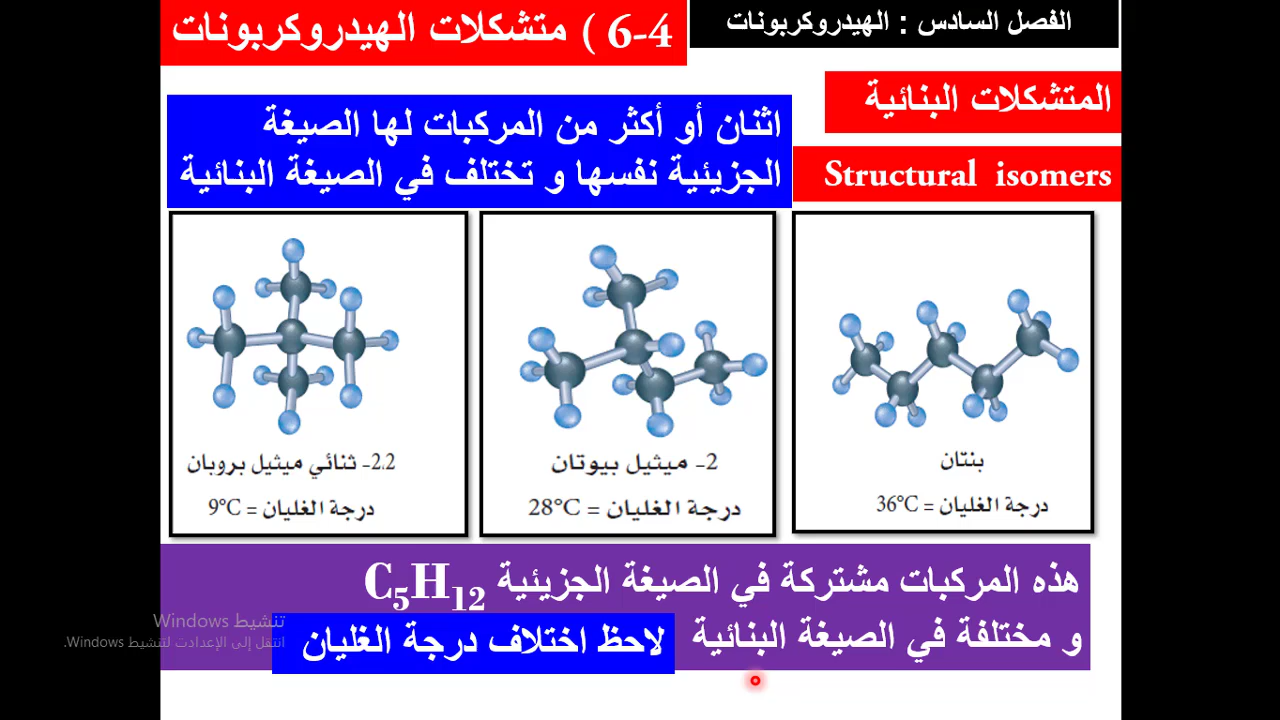 الفصل السادس : الهيدروكربونات
6-4 ) متشكلات الهيدروكربونات
المتشكلات البنائية
Structural isomers
اثنان أو أكثر من المركبات لها الصيغة
الجزيئية نفسها و تختلف في الصيغة البنائية
بنتان
درجة الغليان = 36°C
2- ميثيل بيوتان
درجة الغليان = 28°C
2.2- ثنائي ميثيل بروبان
درجة الغليان = 9°C
هذه المركبات مشتركة في الصيغة الجزيئية C₅H₁₂
و مختلفة في الصيغة البنائية
لاحظ اختلاف درجة الغليان
تنشيط Windows
انتقل إلى الإعدادات لتنشيط Windows.